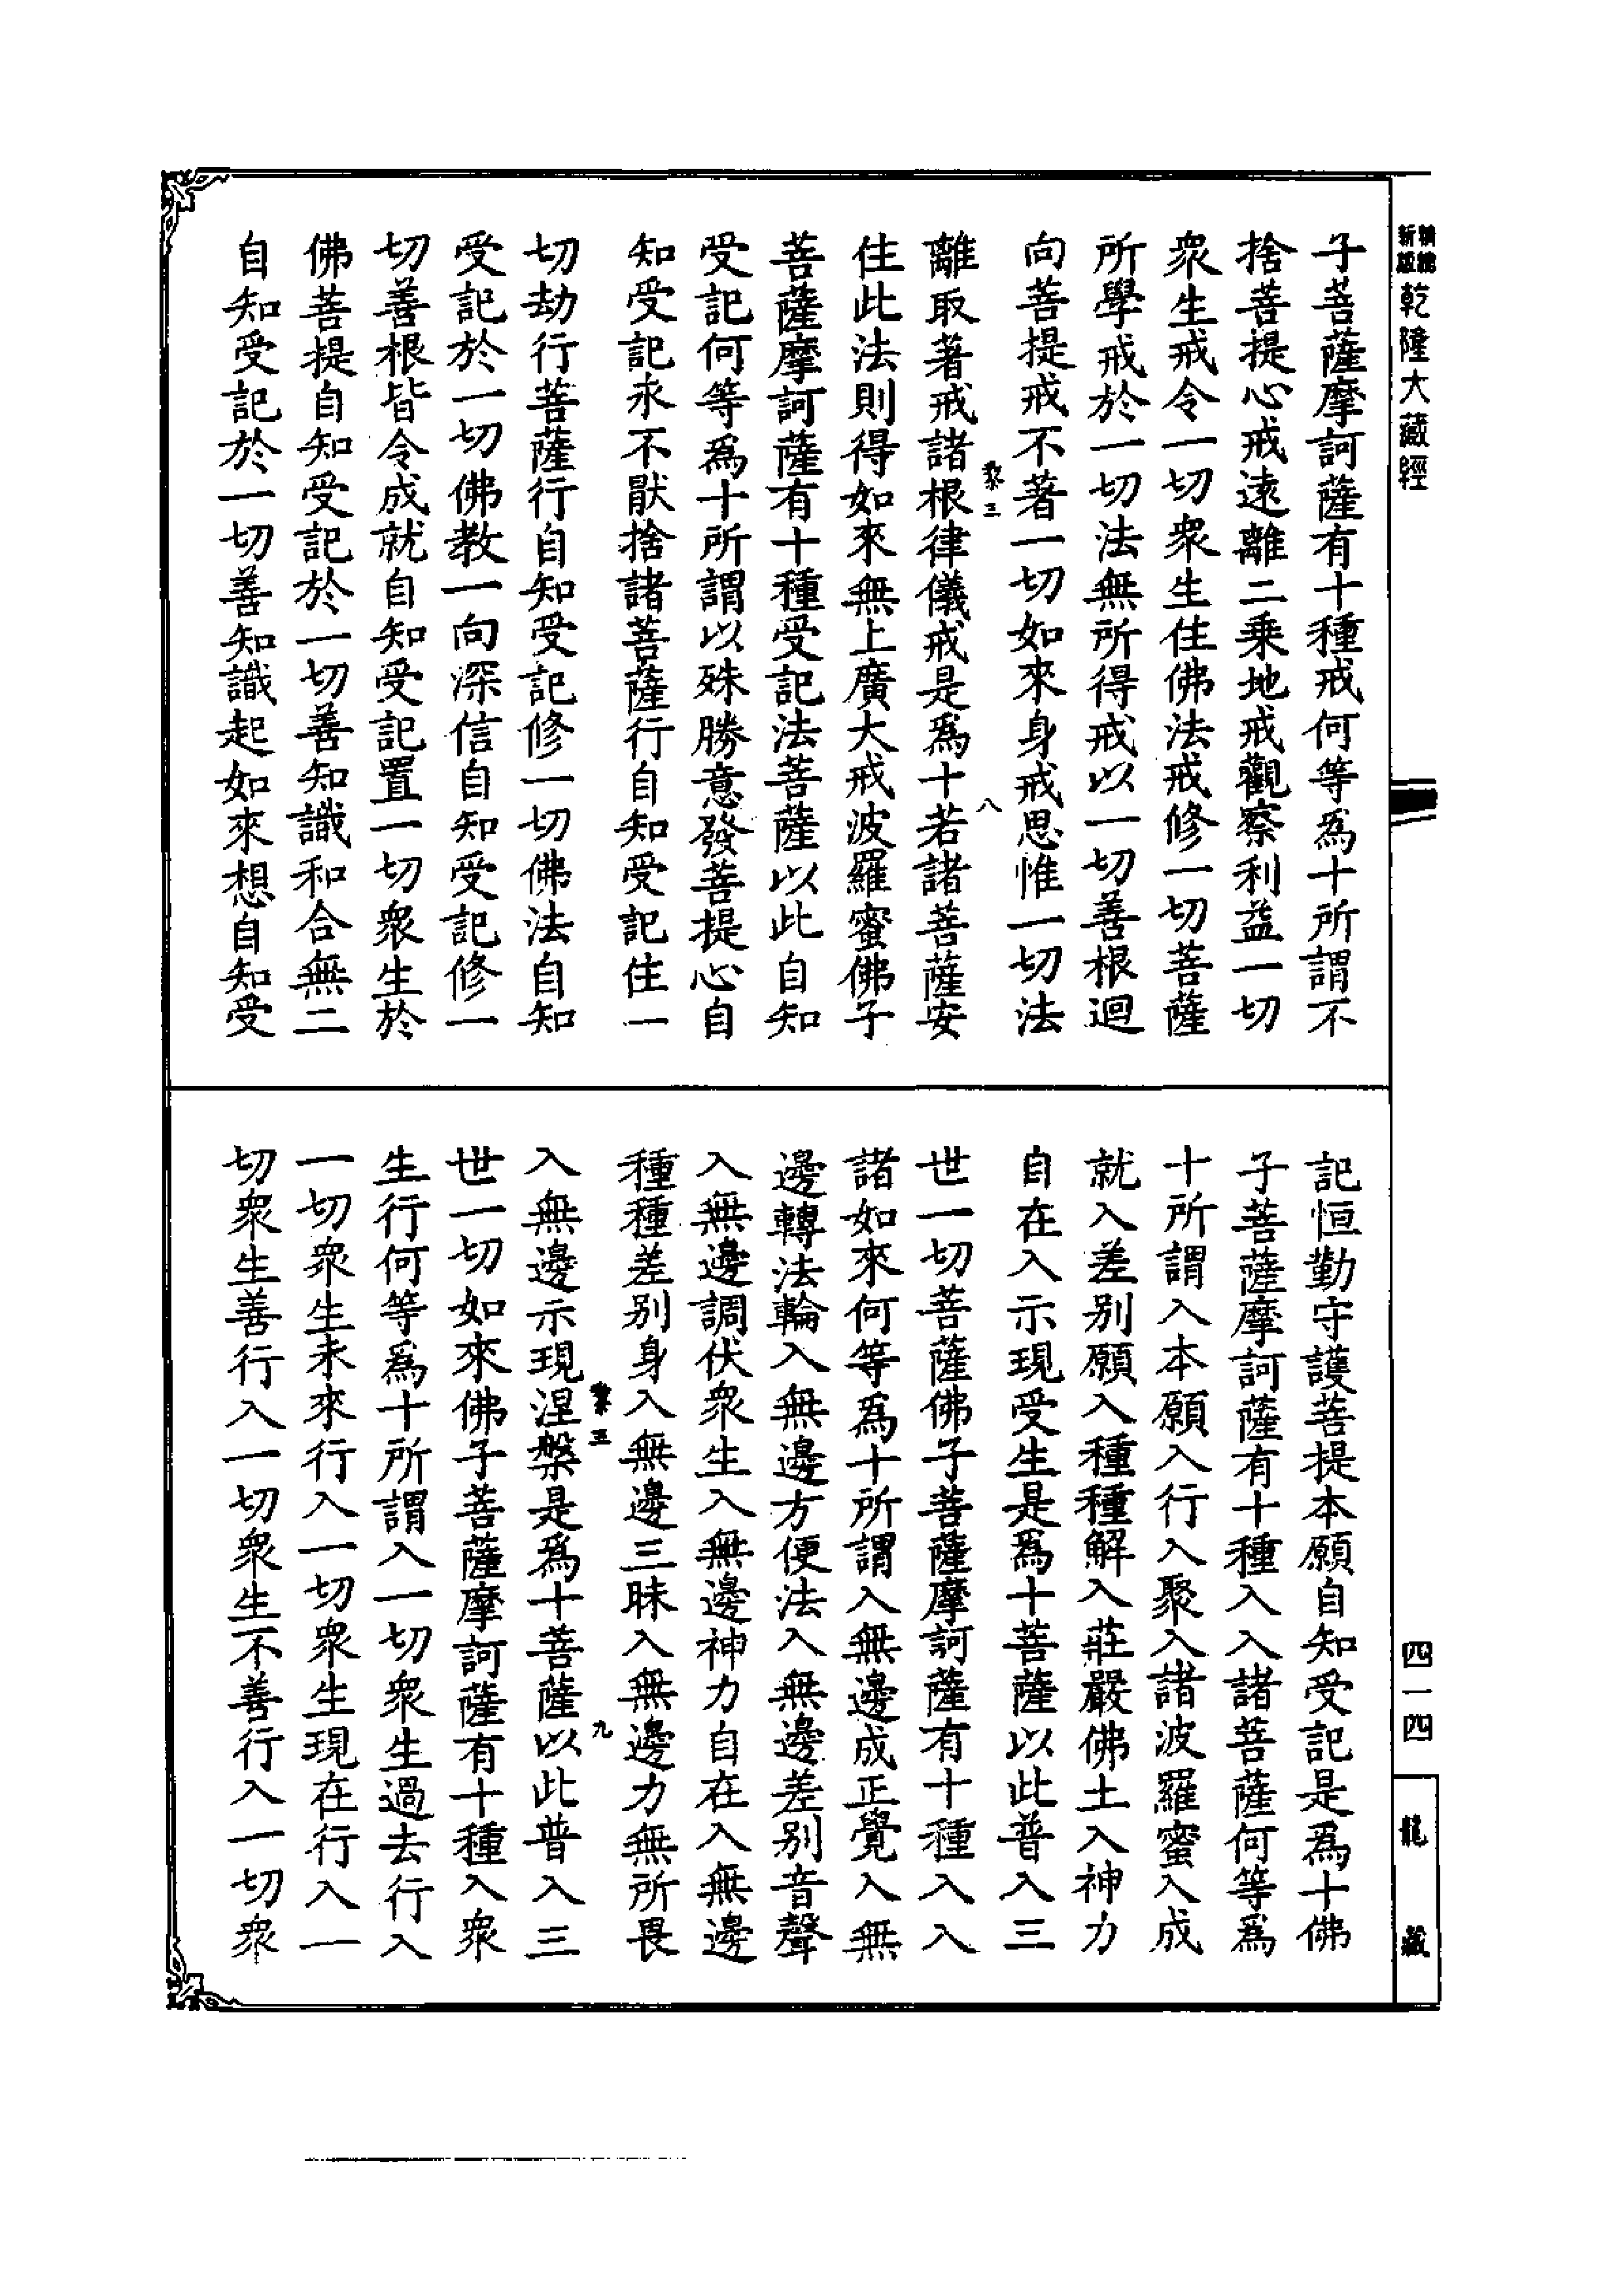 新版
乾隆大藏經
子菩薩摩訶薩有十種戒何等爲十所謂不
捨菩提心戒遠離二乘地戒觀察利益一切
衆生戒令一切衆生住佛法戒修一切菩薩
所學戒於一切法無所得戒以一切善根迴
向菩提戒不著一切如來身戒思惟一切法
離取著戒諸根律儀戒是爲十若諸菩薩安
住此法則得如來無上廣大戒波羅蜜佛子
菩薩摩訶薩有十種受記法菩薩以此自知
受記何等爲十所謂以殊勝意發菩提心自
知受記永不厭捨諸菩薩行自知受記住一
切劫行菩薩行自知受記修一切佛法自知
受記於一切佛教一向深信自知受記修一
切善根皆令成就自知受記置一切衆生於
佛菩提自知受記於一切善知識和合無二
自知受記於一切善知識起如來想自知受
八
記恒勤守護菩提本願自知受記是爲十佛
子菩薩摩訶薩有十種入入諸菩薩何等爲
十所謂入本願入行入聚入諸波羅蜜入成
就入差別願入種種解入莊嚴佛土入神力
自在入示現受生是爲十菩薩以此普入三
世一切菩薩佛子菩薩摩訶薩有十種入入
諸如來何等爲十所謂入無邊成正覺入無
邊轉法輪入無邊方便法入無邊差別音聲
入無邊調伏衆生入無邊神力自在入無邊
種種差別身入無邊三昧入無邊力無所畏
入無邊示現涅槃是爲十菩薩以此普入三
世一切如來佛子菩薩摩訶薩有十種入衆
生行何等爲十所謂入一切衆生過去行入
一切衆生未來行入一切衆生現在行入一
切衆生善行入一切衆生不善行入一切衆
九
四一四
龍藏